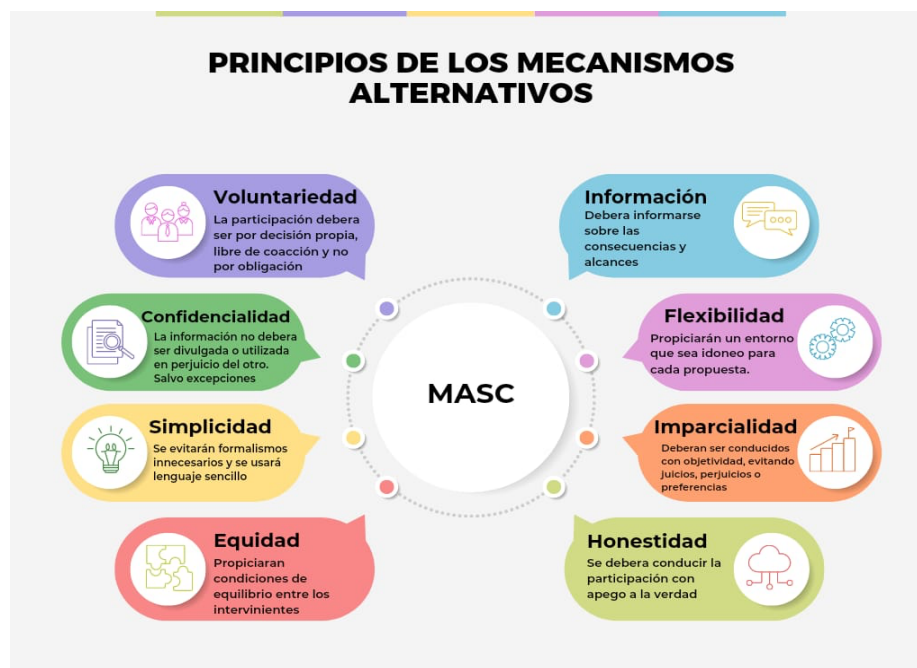 PRINCIPIOS DE LOS MECANISMOS
ALTERNATIVOS
Voluntariedad
La participación debera
ser por decisión propia,
libre de coacción y no
por obligación
Información
Debera informarse
sobre las
consecuencias y
alcances
Confidencialidad
La información no debera
ser divulgada o utilizada
en perjuicio del otro.
Salvo excepciones
Flexibilidad
Propiciarán un entorno
que sea idoneo para
cada propuesta.
MASC
Simplicidad
Se evitarán formalismos
innecesarios y se usará
lenguaje sencillo
Imparcialidad
Deberan ser conducidos
con objetividad, evitando
juicios, perjuicios o
preferencias
Equidad
Propiciaran
condiciones de
equilibrio entre los
intervinientes
Honestidad
Se debera conducir la
participación con
apego a la verdad